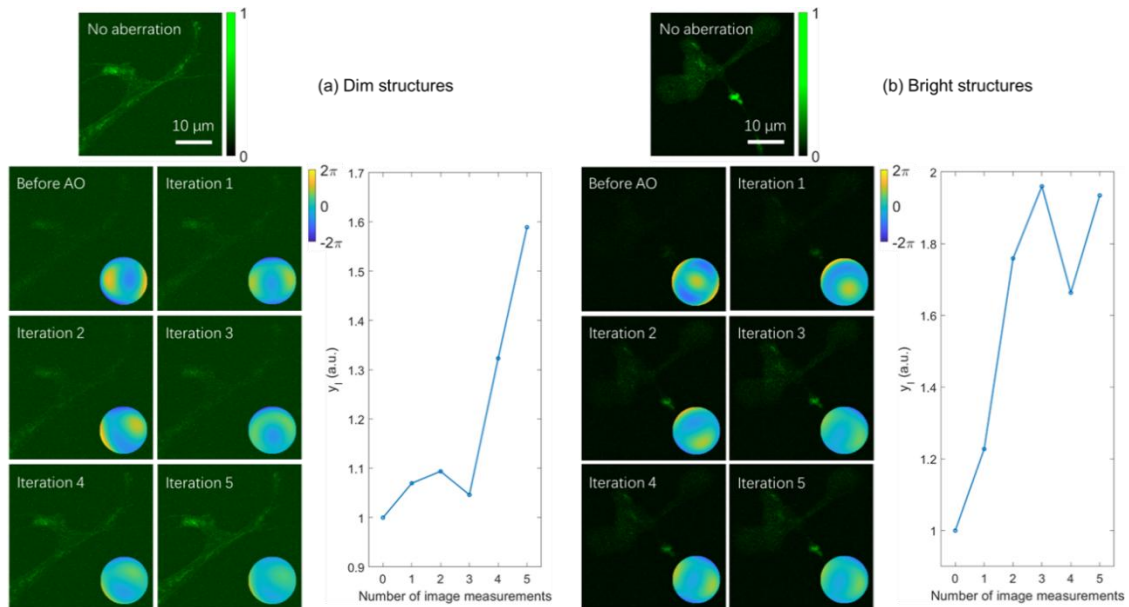 No aberration
1
0
10 μm
(a) Dim structures
Before AO
Iteration 1
2π
0
-2π
Iteration 2
Iteration 3
Iteration 4
Iteration 5
1.7
1.6
1.5
1.4
1.3
1.2
1.1
1
0.9
y_I (a.u.)
0 1 2 3 4 5
Number of image measurements
No aberration
1
0
10 μm
(b) Bright structures
Before AO
Iteration 1
2π
0
-2π
Iteration 2
Iteration 3
Iteration 4
Iteration 5
2
1.8
1.6
1.4
1.2
1
y_I (a.u.)
0 1 2 3 4 5
Number of image measurements